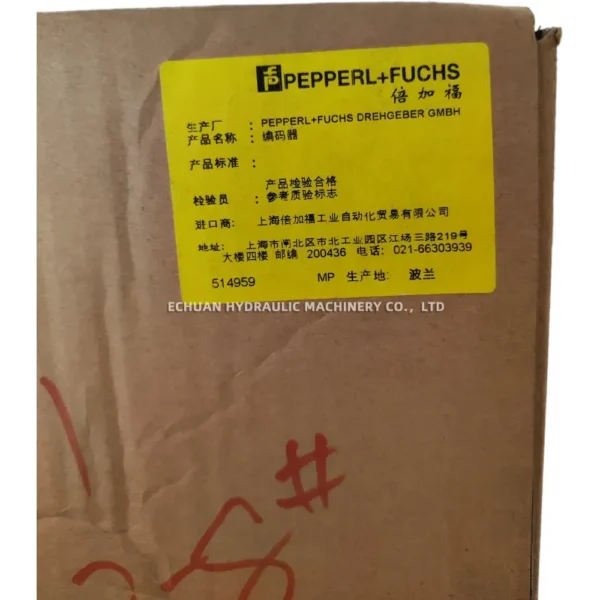 PEPPERL+FUCHS
倍加福
生产厂 : PEPPERL+FUCHS DREHGEBER GMBH
产品名称 : 编码器
产品标准 :
产品检验合格
检验员 : 参考质验标志
进口商: 上海倍加福工业自动化贸易有限公司
地址: 上海市闸北区市北工业园区江场三路219号
大楼四楼 邮编 200436 电话: 021-66303939
514959 MP 生产地: 波兰
ECHUAN HYDRAULIC MACHINERY CO., LTD
#